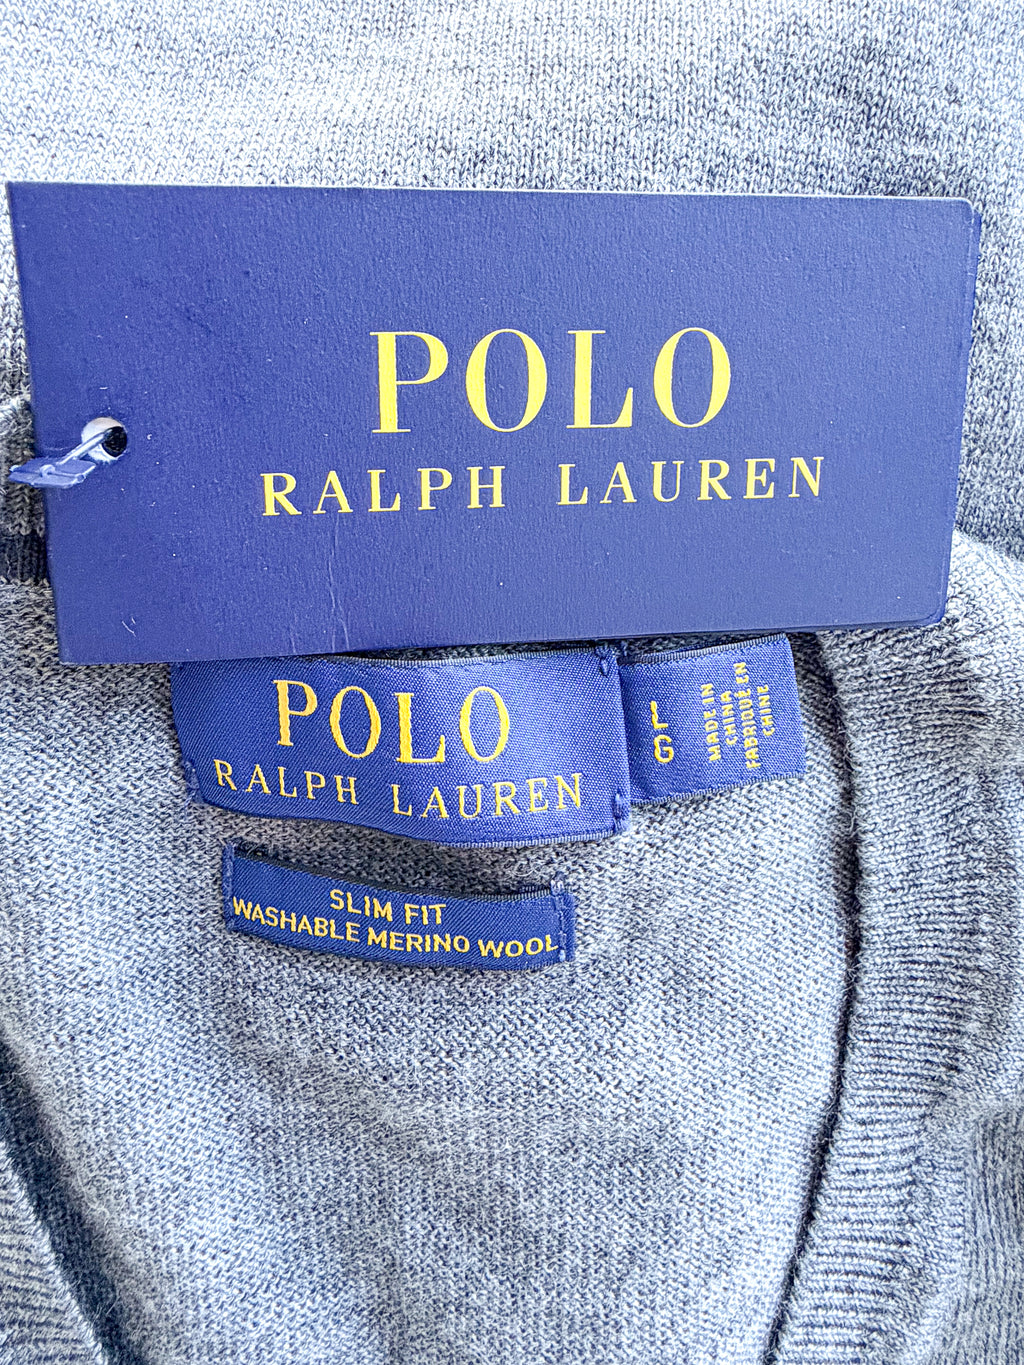 POLO
RALPH LAUREN
POLO
RALPH LAUREN
L
G
MADE IN
CHINA
FABRIQUÉ EN
CHINE
SLIM FIT
WASHABLE MERINO WOOL